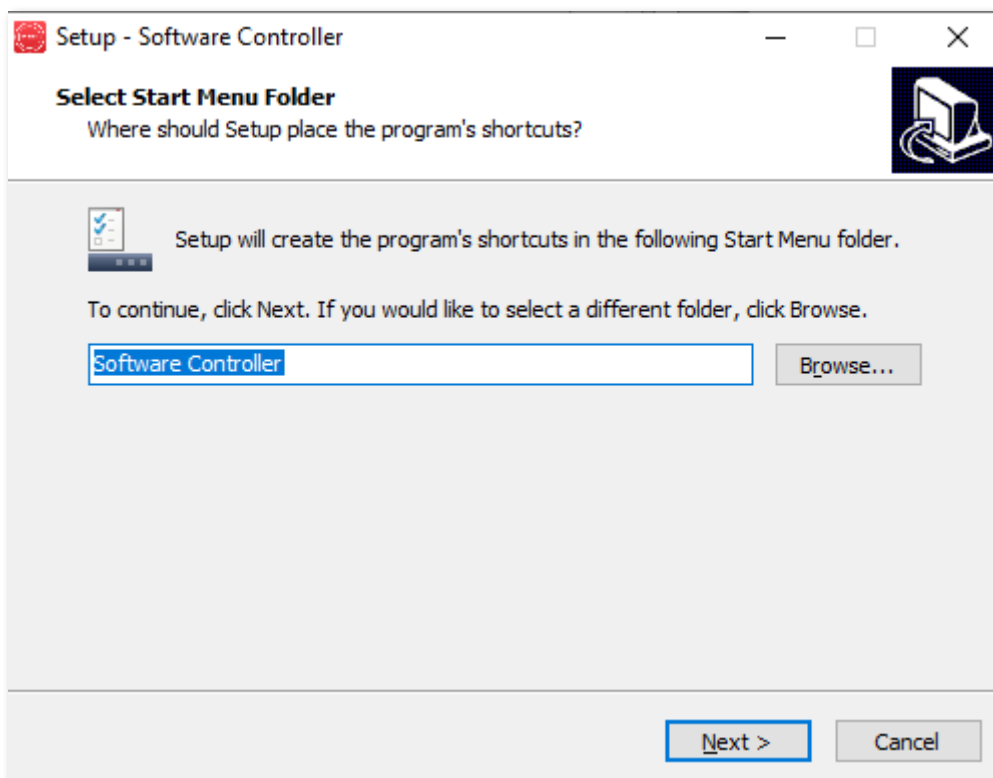 Setup - Software Controller
Select Start Menu Folder
Where should Setup place the program's shortcuts?
Setup will create the program's shortcuts in the following Start Menu folder.
To continue, click Next. If you would like to select a different folder, click Browse.
Software Controller
Browse...
Next >
Cancel